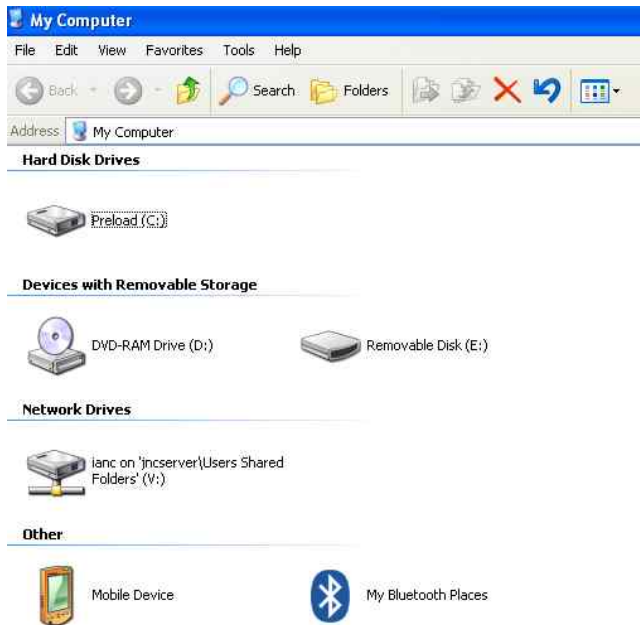 My Computer
File Edit View Favorites Tools Help
Back Search Folders
Address My Computer
Hard Disk Drives
Preload (C:)
Devices with Removable Storage
DVD-RAM Drive (D:) Removable Disk (E:)
Network Drives
ianc on 'jncserver\Users Shared
Folders' (V:)
Other
Mobile Device My Bluetooth Places